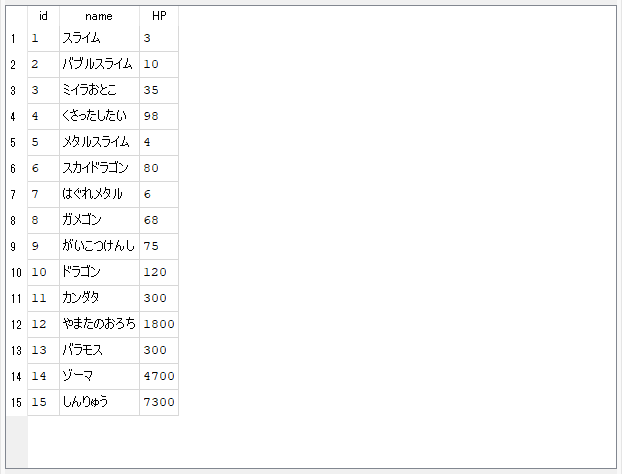 id name HP
1 1 スライム 3
2 2 バブルスライム 10
3 3 ミイラおとこ 35
4 4 くさったしたい 98
5 5 メタルスライム 4
6 6 スカイドラゴン 80
7 7 はぐれメタル 6
8 8 ガメゴン 68
9 9 がいこつけんし 75
10 10 ドラゴン 120
11 11 カンダタ 300
12 12 やまたのおろち 1800
13 13 バラモス 300
14 14 ゾーマ 4700
15 15 しんりゅう 7300